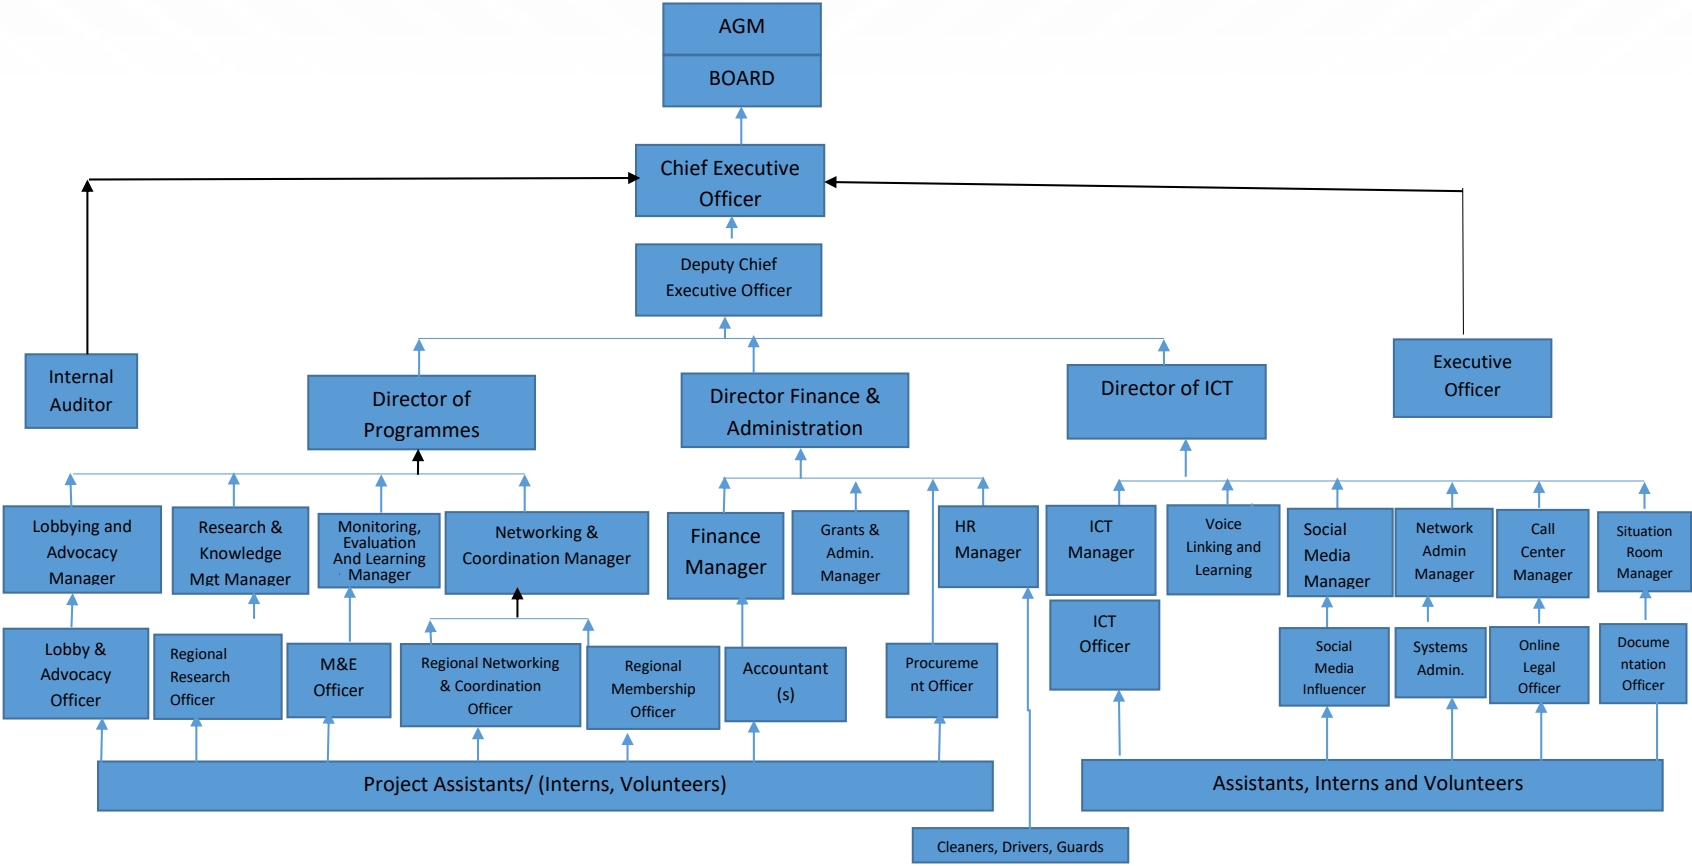 AGM
BOARD
Chief Executive
Officer
Deputy Chief
Executive Officer
Internal
Auditor
Director of
Programmes
Director Finance &
Administration
Director of ICT
Executive
Officer
Lobbying and
Advocacy
Manager
Research &
Knowledge
Mgt Manager
Monitoring,
Evaluation
And Learning
Manager
Networking &
Coordination Manager
Finance
Manager
Grants &
Admin.
Manager
HR
Manager
ICT
Manager
Voice
Linking and
Learning
Social
Media
Manager
Network
Admin
Manager
Call
Center
Manager
Situation
Room
Manager
Lobby &
Advocacy
Officer
Regional
Research
Officer
M&E
Officer
Regional Networking
& Coordination
Officer
Regional
Membership
Officer
Accountant
(s)
Procureme
nt Officer
ICT
Officer
Social
Media
Influencer
Systems
Admin.
Online
Legal
Officer
Docume
ntation
Officer
Project Assistants/ (Interns, Volunteers)
Assistants, Interns and Volunteers
Cleaners, Drivers, Guards